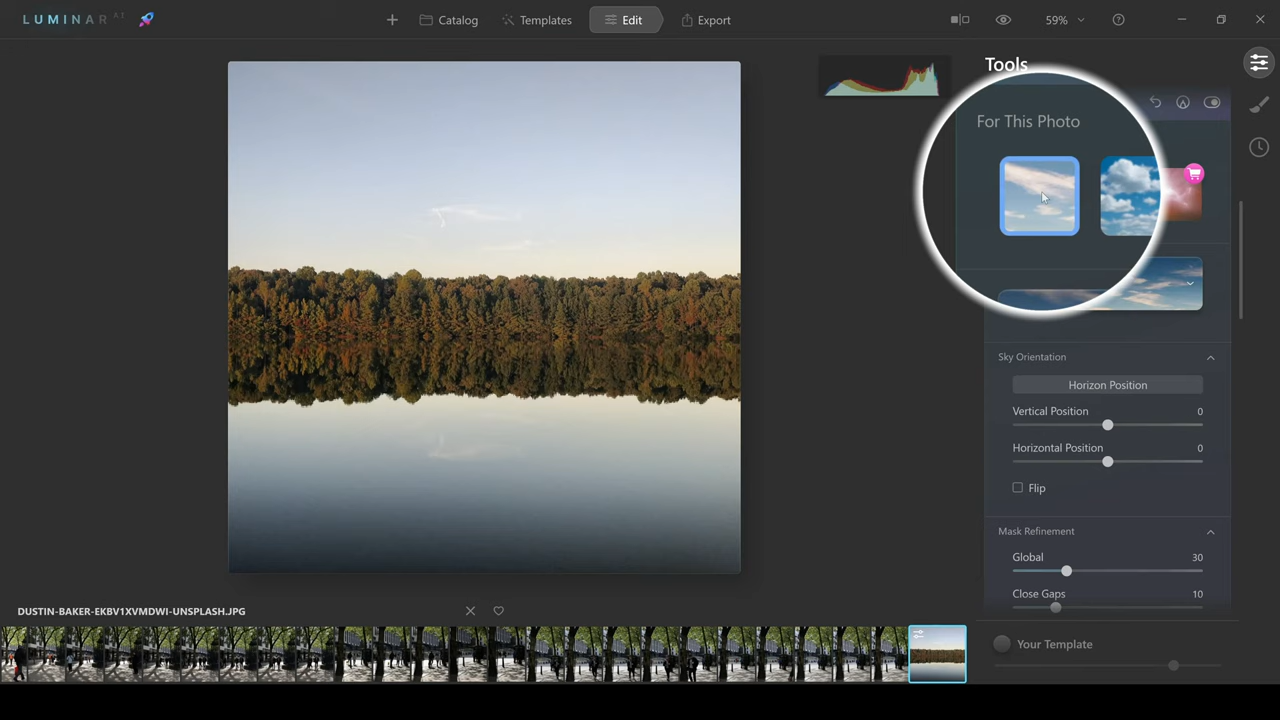 LUMINAR AI
Catalog
Templates
Edit
Export
59%
Tools
For This Photo
Sky Orientation
Horizon Position
Vertical Position 0
Horizontal Position 0
Flip
Mask Refinement
Global 30
Close Gaps 10
DUSTIN-BAKER-EKBV1XVMDWI-UNSPLASH.JPG
Your Template